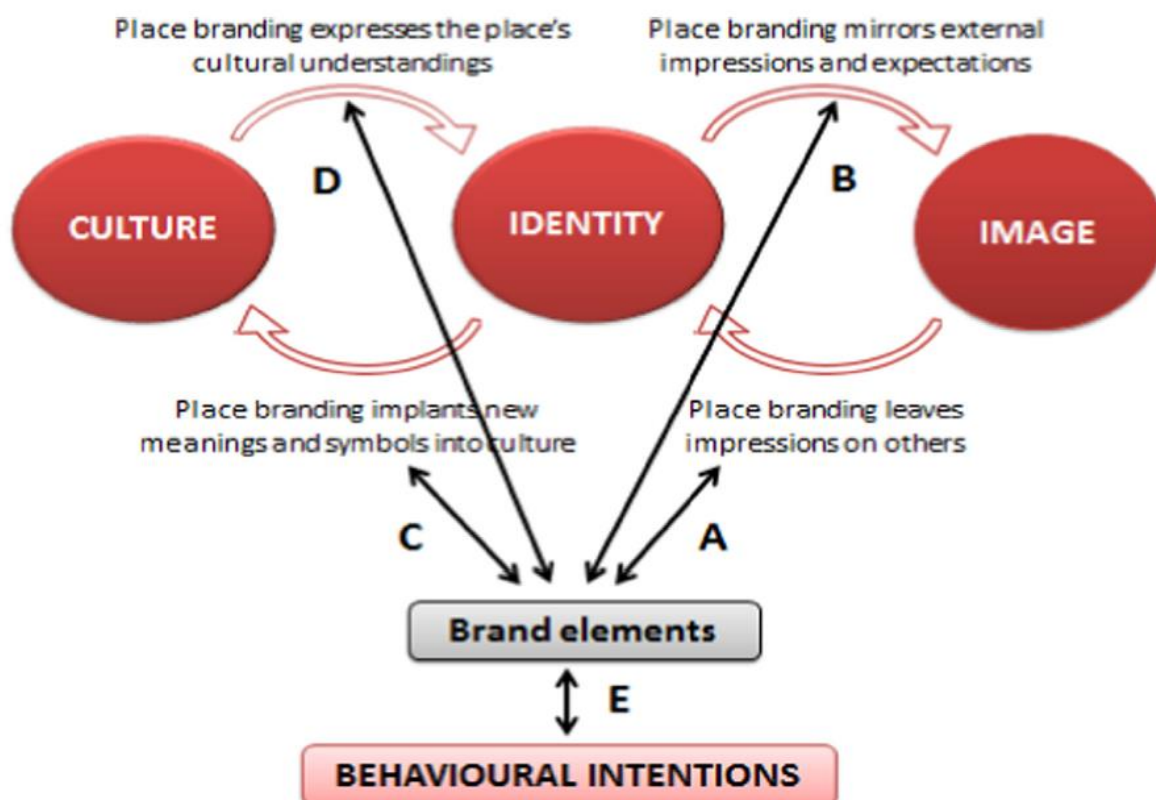 Place branding expresses the place's
cultural understandings
Place branding mirrors external
impressions and expectations
D
B
CULTURE
IDENTITY
IMAGE
Place branding implants new
meanings and symbols into culture
Place branding leaves
impressions on others
C
A
Brand elements
E
BEHAVIOURAL INTENTIONS